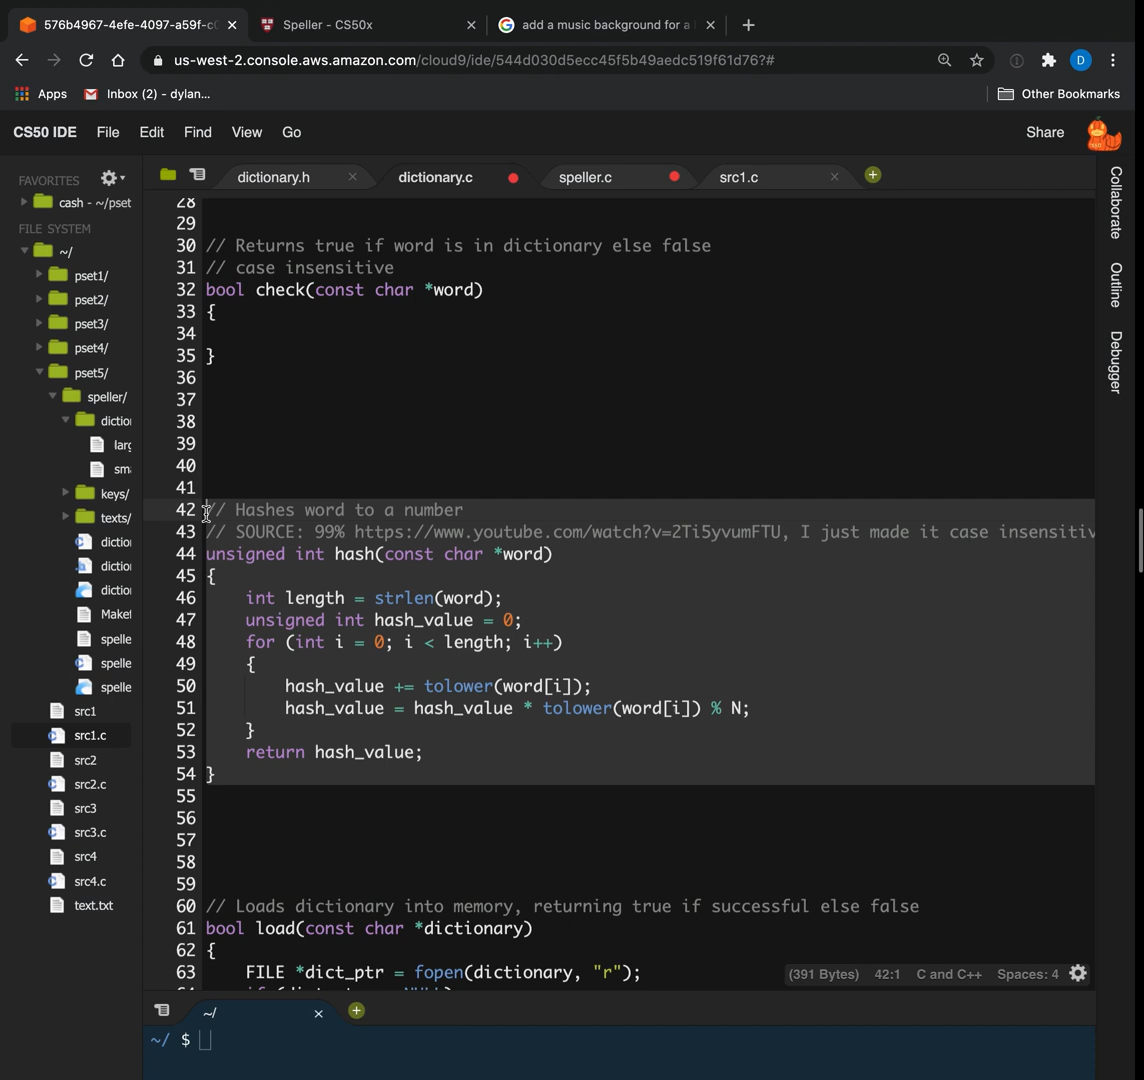 576b4967-4efe-4097-a59f-c
Speller - CS50x
add a music background for a
us-west-2.console.aws.amazon.com/cloud9/ide/544d030d5ecc45f5b49aedc519f61d76?#
D
Apps
Inbox (2) - dylan...
Other Bookmarks
CS50 IDE File Edit Find View Go
Share
FAVORITES
cash - ~/pset
FILE SYSTEM
~/
pset1/
pset2/
pset3/
pset4/
pset5/
speller/
diction
larg
sma
keys/
texts/
dictio
dictio
dictio
Makef
spelle
spelle
spelle
src1
src1.c
src2
src2.c
src3
src3.c
src4
src4.c
text.txt
dictionary.h
dictionary.c
speller.c
src1.c
28
29
30 // Returns true if word is in dictionary else false
31 // case insensitive
32 bool check(const char *word)
33 {
34
35 }
36
37
38
39
40
41
42 // Hashes word to a number
43 // SOURCE: 99% https://www.youtube.com/watch?v=2Ti5yvumFTU, I just made it case insensitiv
44 unsigned int hash(const char *word)
45 {
46 int length = strlen(word);
47 unsigned int hash_value = 0;
48 for (int i = 0; i < length; i++)
49 {
50 hash_value += tolower(word[i]);
51 hash_value = hash_value * tolower(word[i]) % N;
52 }
53 return hash_value;
54 }
55
56
57
58
59
60 // Loads dictionary into memory, returning true if successful else false
61 bool load(const char *dictionary)
62 {
63 FILE *dict_ptr = fopen(dictionary, "r");
(391 Bytes) 42:1 C and C++ Spaces: 4
Collaborate
Outline
Debugger
~/
~/ $